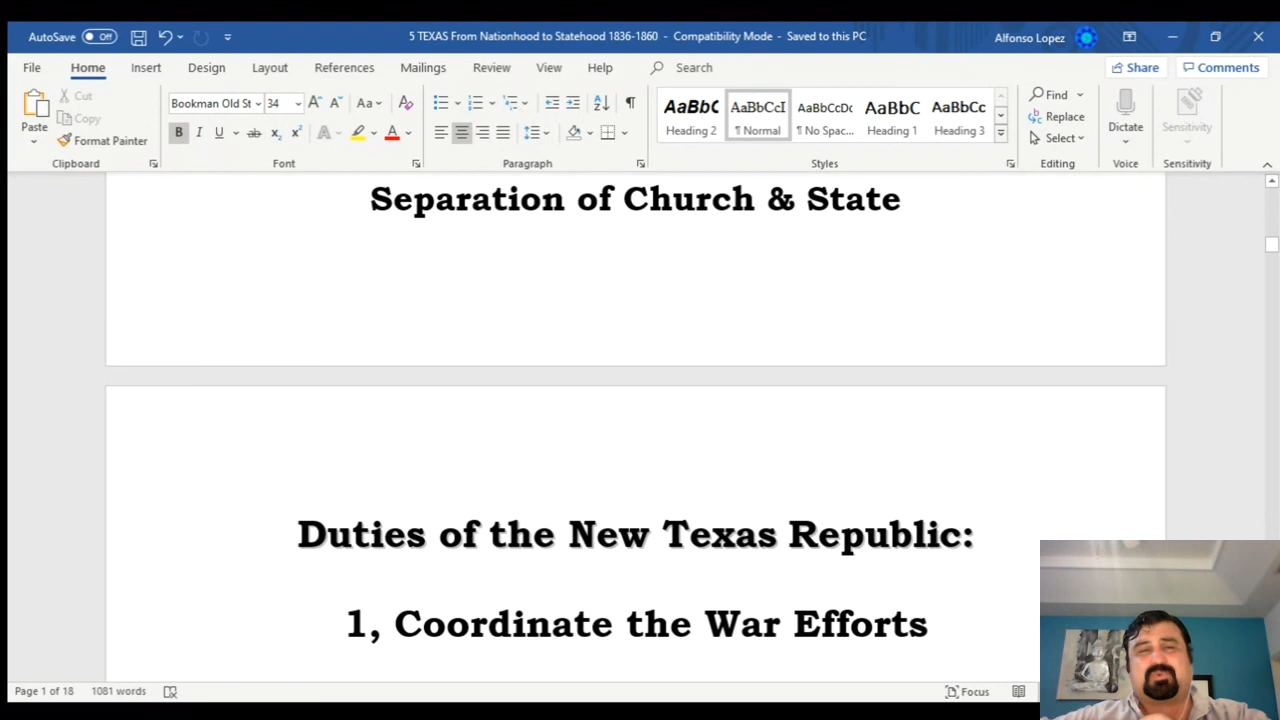 AutoSave Off 5 TEXAS From Nationhood to Statehood 1836-1860 - Compatibility Mode - Saved to this PC Alfonso Lopez
File Home Insert Design Layout References Mailings Review View Help Search Share Comments
Paste Cut Copy Format Painter
Bookman Old St 34 Aa
B I U ab x₂ x² A A
AaBbC AaBbCcI AaBbCcDc AaBbC AaBbCc
Heading 2 ¶ Normal ¶ No Spac... Heading 1 Heading 3
Find Replace Select
Dictate Sensitivity
Clipboard Font Paragraph Styles Editing Voice Sensitivity
Separation of Church & State
Duties of the New Texas Republic:
1, Coordinate the War Efforts
Page 1 of 18 1081 words Focus